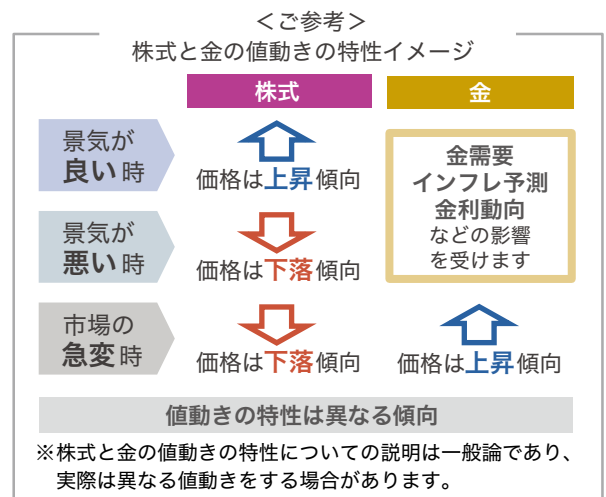 ＜ご参考＞
株式と金の値動きの特性イメージ
株式
金
景気が
良い時
価格は上昇傾向
金需要
インフレ予測
金利動向
などの影響
を受けます
景気が
悪い時
価格は下落傾向
市場の
急変時
価格は下落傾向
価格は上昇傾向
値動きの特性は異なる傾向
※株式と金の値動きの特性についての説明は一般論であり、
実際は異なる値動きをする場合があります。